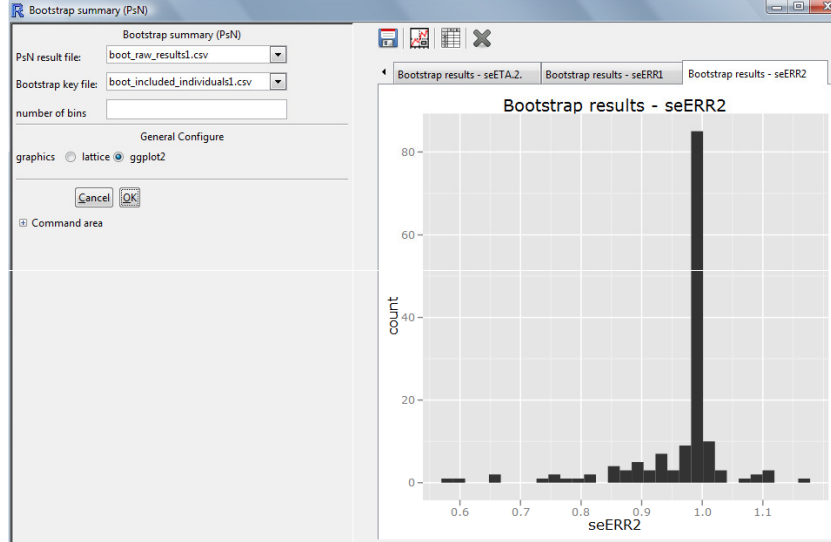 Bootstrap summary (PsN)
Bootstrap summary (PsN)
PsN result file: boot_raw_results1.csv
Bootstrap key file: boot_included_individuals1.csv
number of bins
General Configure
graphics lattice ggplot2
Cancel OK
Command area
Bootstrap results - seETA.2. Bootstrap results - seERR1 Bootstrap results - seERR2
Bootstrap results - seERR2
count
80
60
40
20
0
0.6 0.7 0.8 0.9 1.0 1.1
seERR2